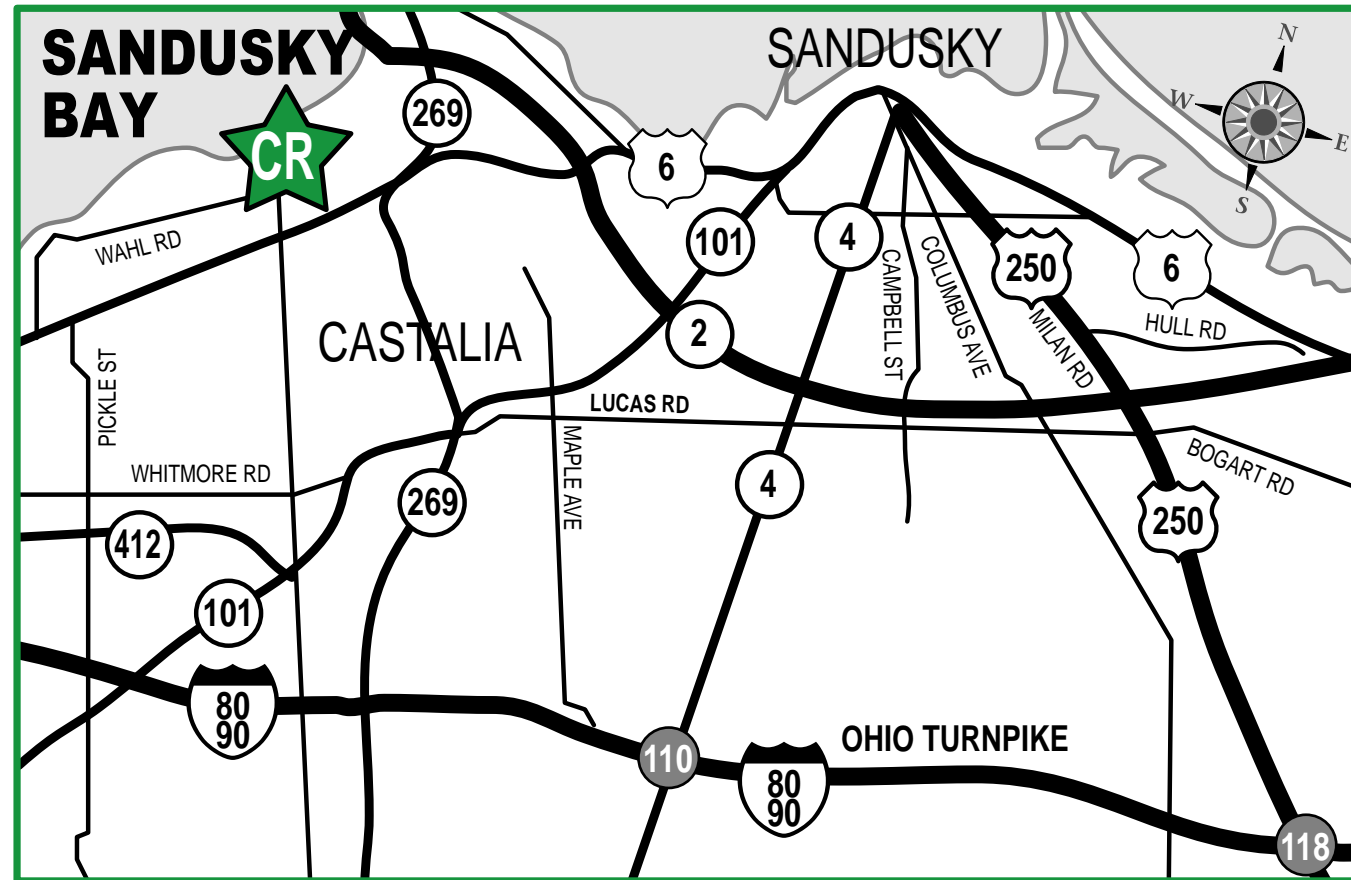 SANDUSKY
BAY
SANDUSKY
N
W
E
S
CR
269
6
101
4
250
6
WAHL RD
CAMPBELL ST
COLUMBUS AVE
MILAN RD
HULL RD
CASTALIA
2
PICKLE ST
LUCAS RD
MAPLE AVE
WHITMORE RD
BOGART RD
269
4
250
412
101
80
90
110
OHIO TURNPIKE
80
90
118